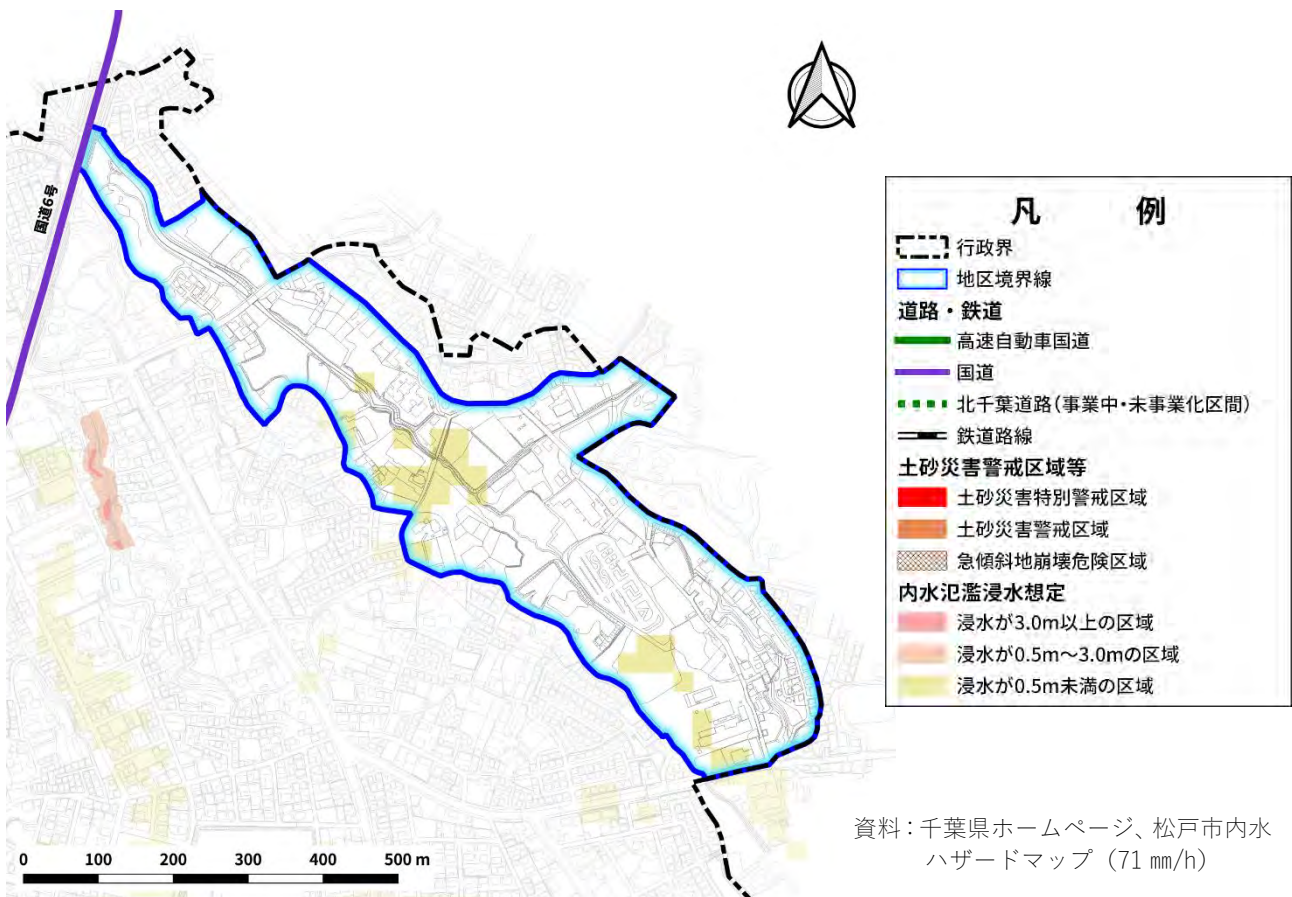 国道6号
凡　例
行政界
地区境界線
道路・鉄道
高速自動車国道
国道
北千葉道路(事業中・未事業化区間)
鉄道路線
土砂災害警戒区域等
土砂災害特別警戒区域
土砂災害警戒区域
急傾斜地崩壊危険区域
内水氾濫浸水想定
浸水が3.0m以上の区域
浸水が0.5m～3.0mの区域
浸水が0.5m未満の区域
資料：千葉県ホームページ、松戸市内水
ハザードマップ（71 ㎜/h）
0 100 200 300 400 500 m